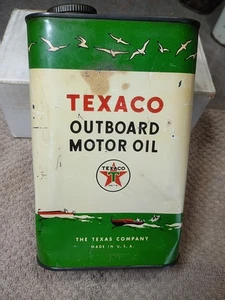 TEXACO
OUTBOARD
MOTOR OIL
TEXACO
T
THE TEXAS COMPANY
MADE IN U.S.A.